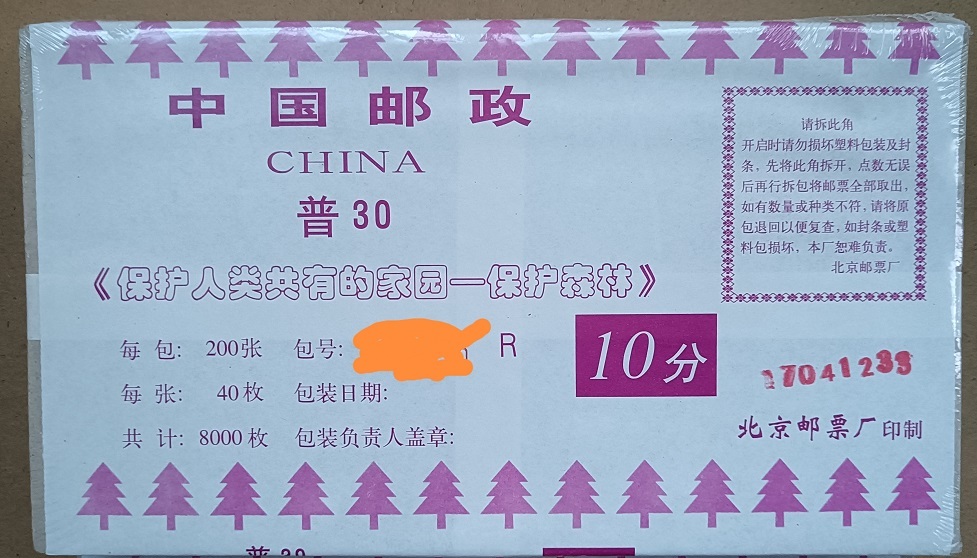 中国邮政
CHINA
普30
《保护人类共有的家园—保护森林》
每 包: 200张 包号: R
每 张: 40枚 包装日期:
共 计: 8000枚 包装负责人盖章:
10分
请拆此角
开启时请勿损坏塑料包装及封
条，先将此角拆开，点数无误
后再行拆包将邮票全部取出，
如有数量或种类不符，请将原
包退回以便复查，如封条或塑
料包损坏，本厂恕难负责。
北京邮票厂
17041233
北京邮票厂印制
普30